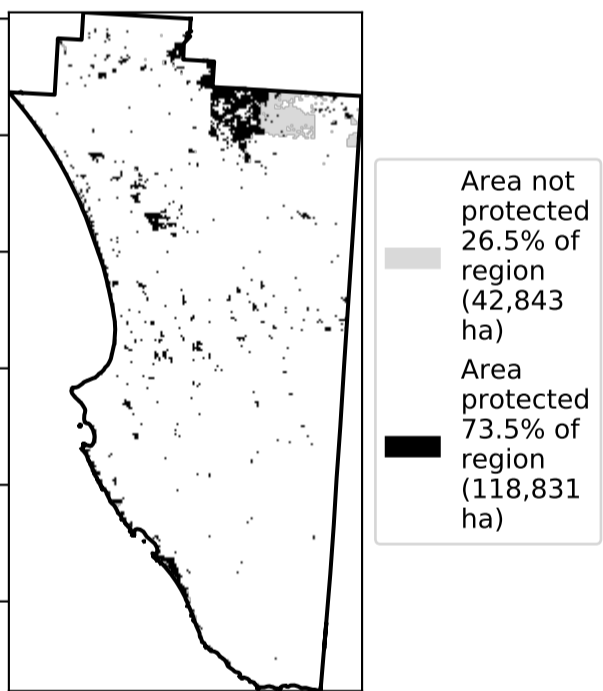 Area not
protected
26.5% of
region
(42,843
ha)
Area
protected
73.5% of
region
(118,831
ha)